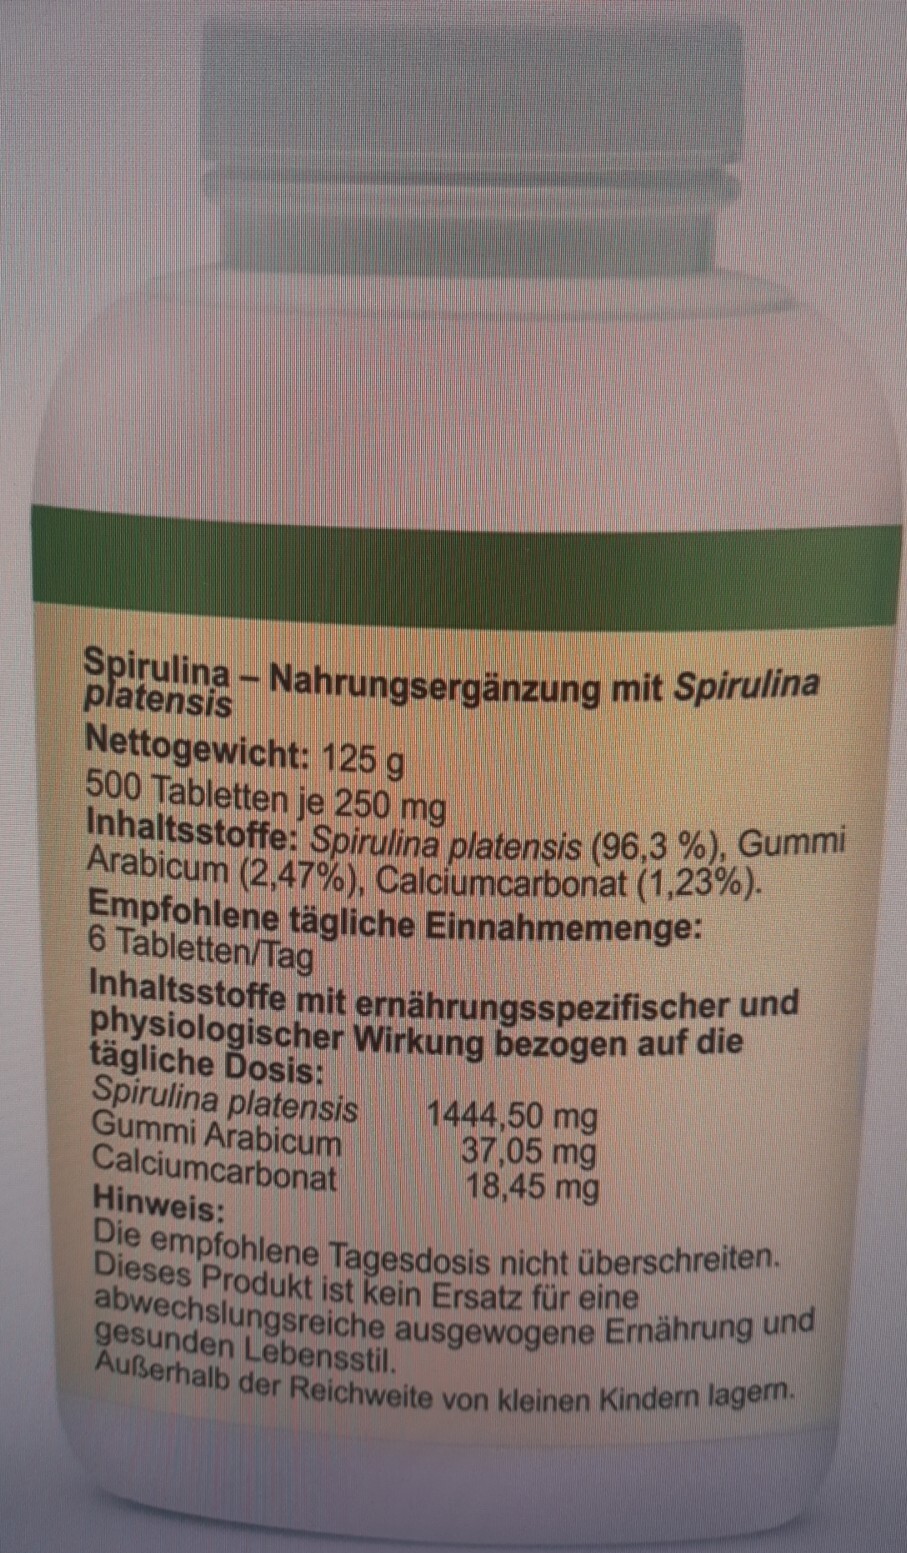 Spirulina – Nahrungsergänzung mit Spirulina
platensis
Nettogewicht: 125 g
500 Tabletten je 250 mg
Inhaltsstoffe: Spirulina platensis (96,3 %), Gummi
Arabicum (2,47%), Calciumcarbonat (1,23%).
Empfohlene tägliche Einnahmemenge:
6 Tabletten/Tag
Inhaltsstoffe mit ernährungsspezifischer und
physiologischer Wirkung bezogen auf die
tägliche Dosis:
Spirulina platensis 1444,50 mg
Gummi Arabicum 37,05 mg
Calciumcarbonat 18,45 mg
Hinweis:
Die empfohlene Tagesdosis nicht überschreiten.
Dieses Produkt ist kein Ersatz für eine
abwechslungsreiche ausgewogene Ernährung und
gesunden Lebensstil.
Außerhalb der Reichweite von kleinen Kindern lagern.